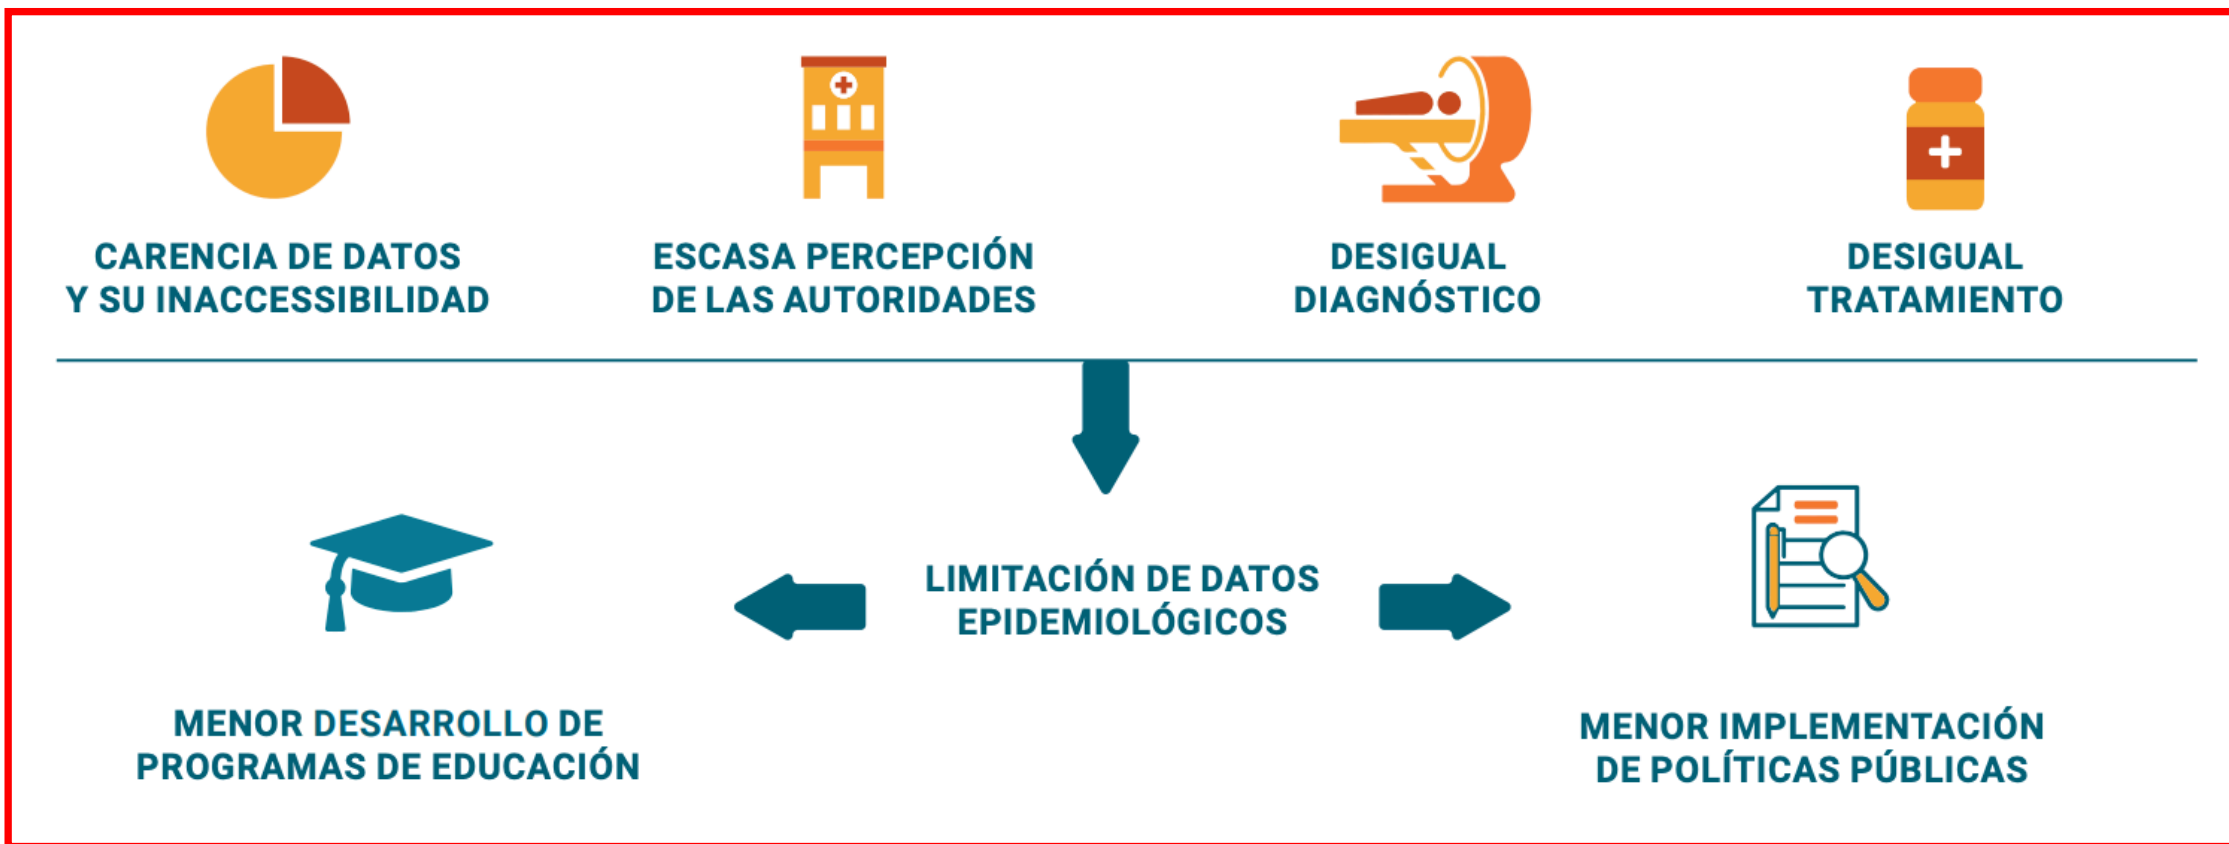 CARENCIA DE DATOS
Y SU INACCESSIBILIDAD
ESCASA PERCEPCIÓN
DE LAS AUTORIDADES
DESIGUAL
DIAGNÓSTICO
DESIGUAL
TRATAMIENTO
LIMITACIÓN DE DATOS
EPIDEMIOLÓGICOS
MENOR DESARROLLO DE
PROGRAMAS DE EDUCACIÓN
MENOR IMPLEMENTACIÓN
DE POLÍTICAS PÚBLICAS